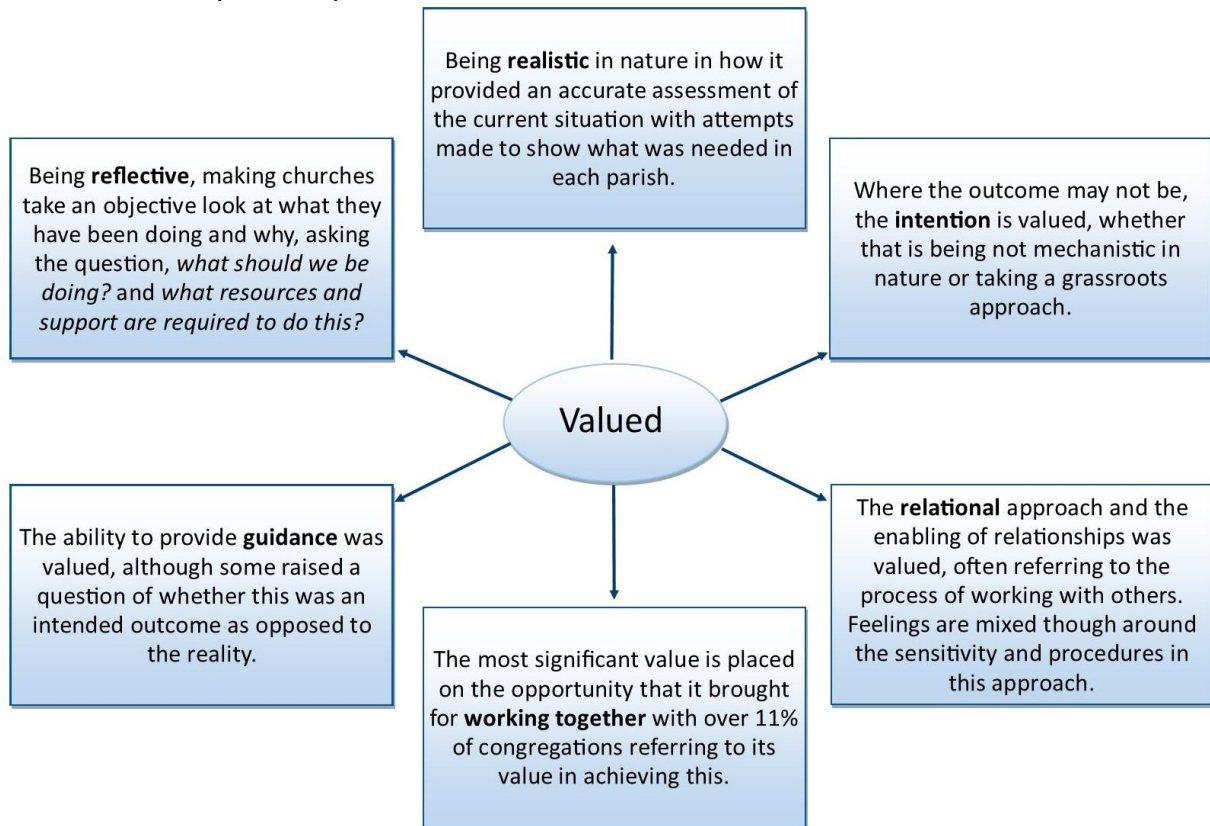 Being realistic in nature in how it
provided an accurate assessment of
the current situation with attempts
made to show what was needed in
each parish.
Being reflective, making churches
take an objective look at what they
have been doing and why, asking
the question, what should we be
doing? and what resources and
support are required to do this?
Where the outcome may not be,
the intention is valued, whether
that is being not mechanistic in
nature or taking a grassroots
approach.
Valued
The ability to provide guidance was
valued, although some raised a
question of whether this was an
intended outcome as opposed to
the reality.
The relational approach and the
enabling of relationships was
valued, often referring to the
process of working with others.
Feelings are mixed though around
the sensitivity and procedures in
this approach.
The most significant value is placed
on the opportunity that it brought
for working together with over 11%
of congregations referring to its
value in achieving this.